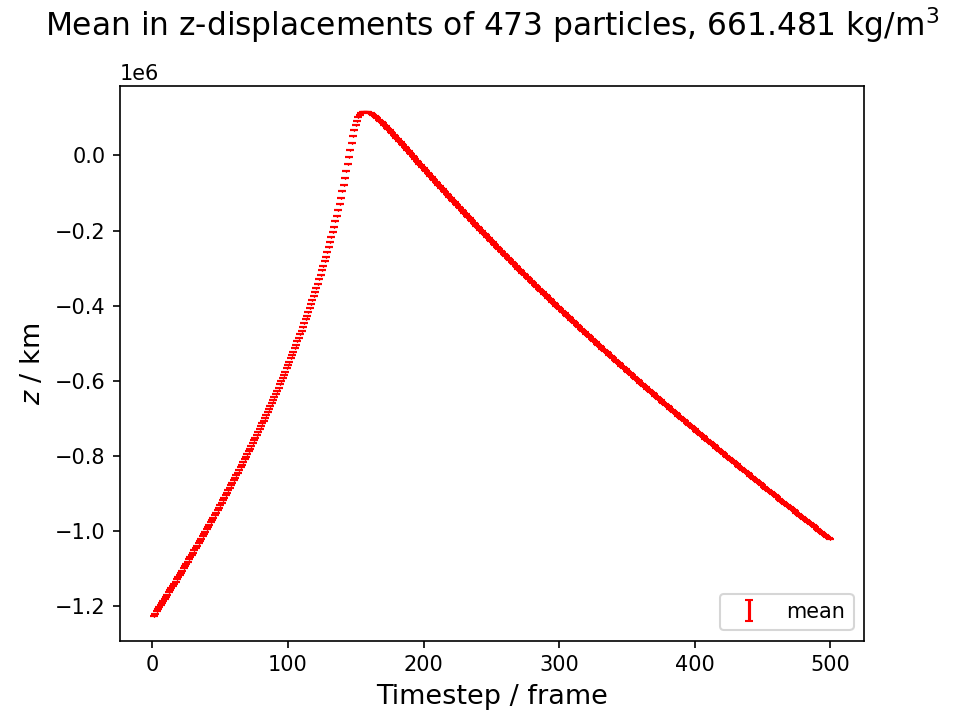 Mean in z-displacements of 473 particles, 661.481 kg/m³
1e6
0.0
−0.2
−0.4
−0.6
−0.8
−1.0
−1.2
z / km
mean
0 100 200 300 400 500
Timestep / frame